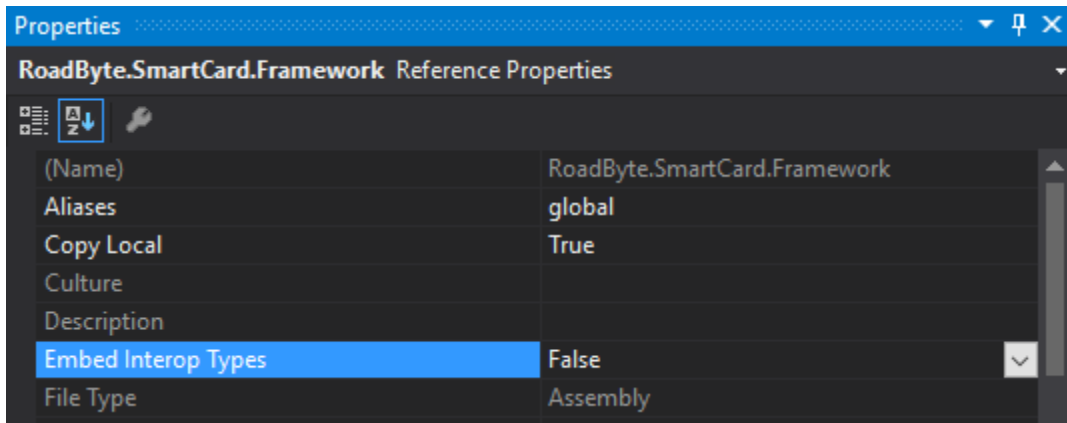 Properties
RoadByte.SmartCard.Framework Reference Properties
(Name) RoadByte.SmartCard.Framework
Aliases global
Copy Local True
Culture
Description
Embed Interop Types False
File Type Assembly